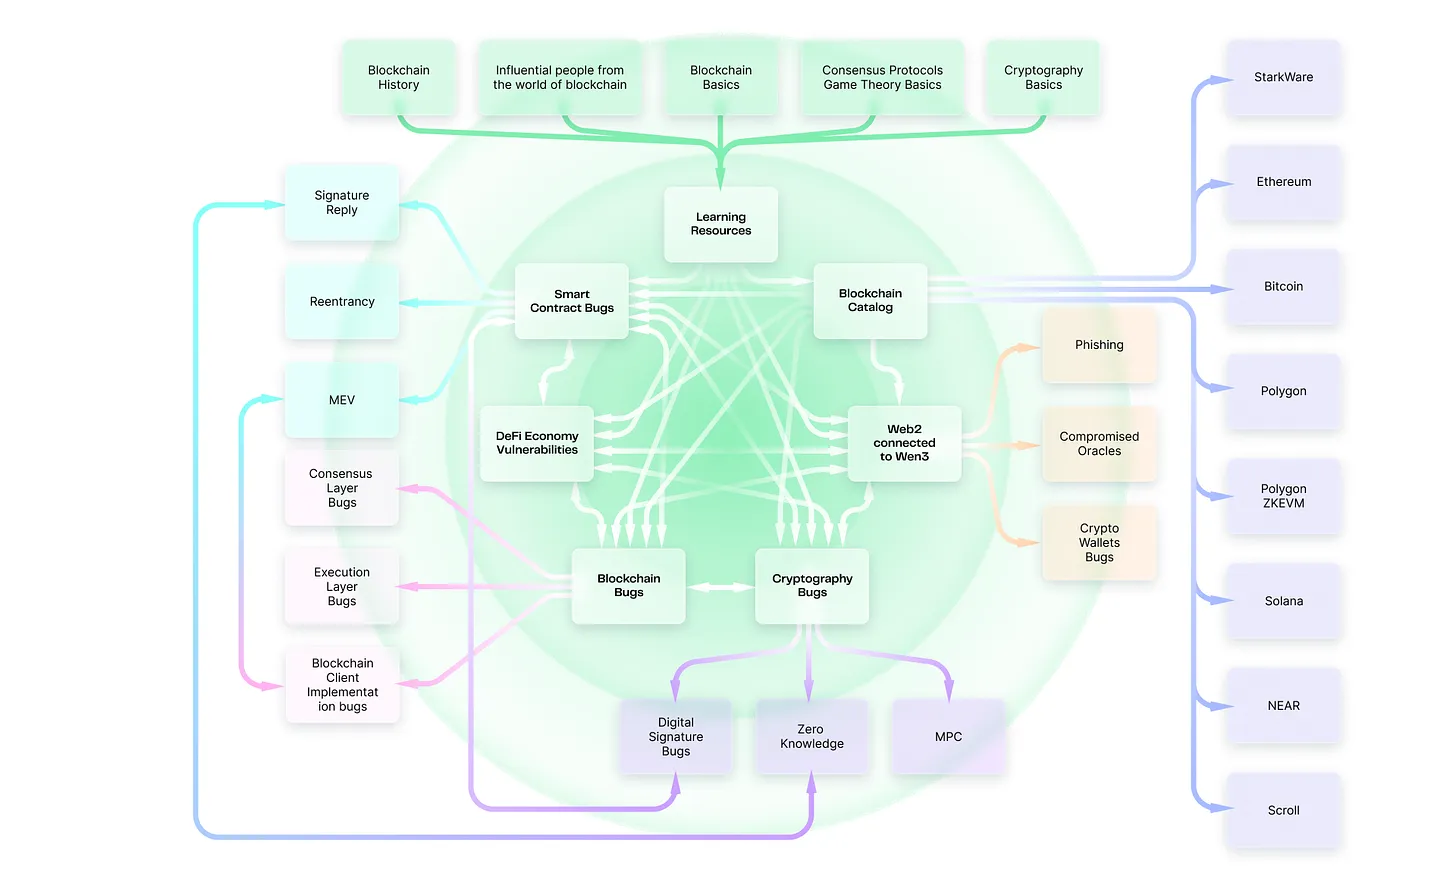 Blockchain
History
Influential people from
the world of blockchain
Blockchain
Basics
Consensus Protocols
Game Theory Basics
Cryptography
Basics
StarkWare
Ethereum
Bitcoin
Polygon
Polygon
ZKEVM
Solana
NEAR
Scroll
Signature
Reply
Reentrancy
MEV
Consensus
Layer
Bugs
Execution
Layer
Bugs
Blockchain
Client
Implementat
ion bugs
Learning
Resources
Smart
Contract Bugs
Blockchain
Catalog
DeFi Economy
Vulnerabilities
Web2
connected
to Wen3
Blockchain
Bugs
Cryptography
Bugs
Phishing
Compromised
Oracles
Crypto
Wallets
Bugs
Digital
Signature
Bugs
Zero
Knowledge
MPC